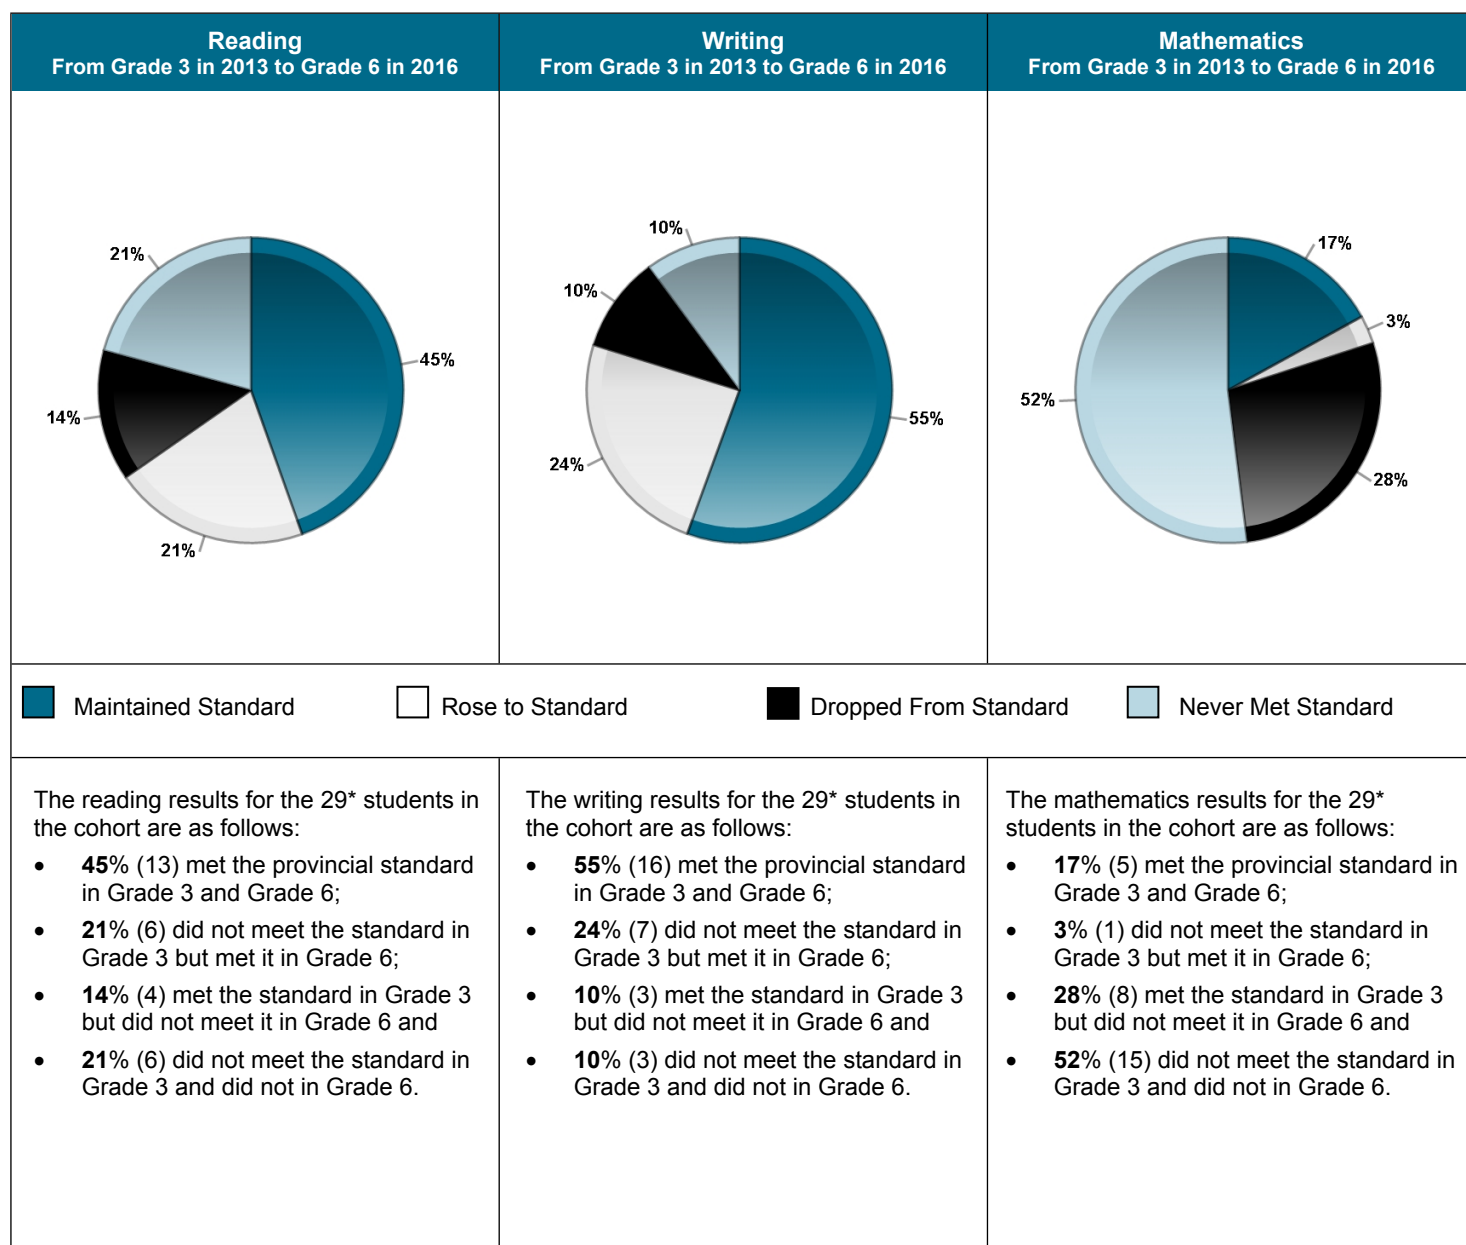 Reading
From Grade 3 in 2013 to Grade 6 in 2016
Writing
From Grade 3 in 2013 to Grade 6 in 2016
Mathematics
From Grade 3 in 2013 to Grade 6 in 2016
21%
45%
14%
21%
10%
10%
55%
24%
17%
3%
52%
28%
Maintained Standard
Rose to Standard
Dropped From Standard
Never Met Standard
The reading results for the 29* students in
the cohort are as follows:
• 45% (13) met the provincial standard
in Grade 3 and Grade 6;
• 21% (6) did not meet the standard in
Grade 3 but met it in Grade 6;
• 14% (4) met the standard in Grade 3
but did not meet it in Grade 6 and
• 21% (6) did not meet the standard in
Grade 3 and did not in Grade 6.
The writing results for the 29* students in
the cohort are as follows:
• 55% (16) met the provincial standard
in Grade 3 and Grade 6;
• 24% (7) did not meet the standard in
Grade 3 but met it in Grade 6;
• 10% (3) met the standard in Grade 3
but did not meet it in Grade 6 and
• 10% (3) did not meet the standard in
Grade 3 and did not in Grade 6.
The mathematics results for the 29*
students in the cohort are as follows:
• 17% (5) met the provincial standard in
Grade 3 and Grade 6;
• 3% (1) did not meet the standard in
Grade 3 but met it in Grade 6;
• 28% (8) met the standard in Grade 3
but did not meet it in Grade 6 and
• 52% (15) did not meet the standard in
Grade 3 and did not in Grade 6.